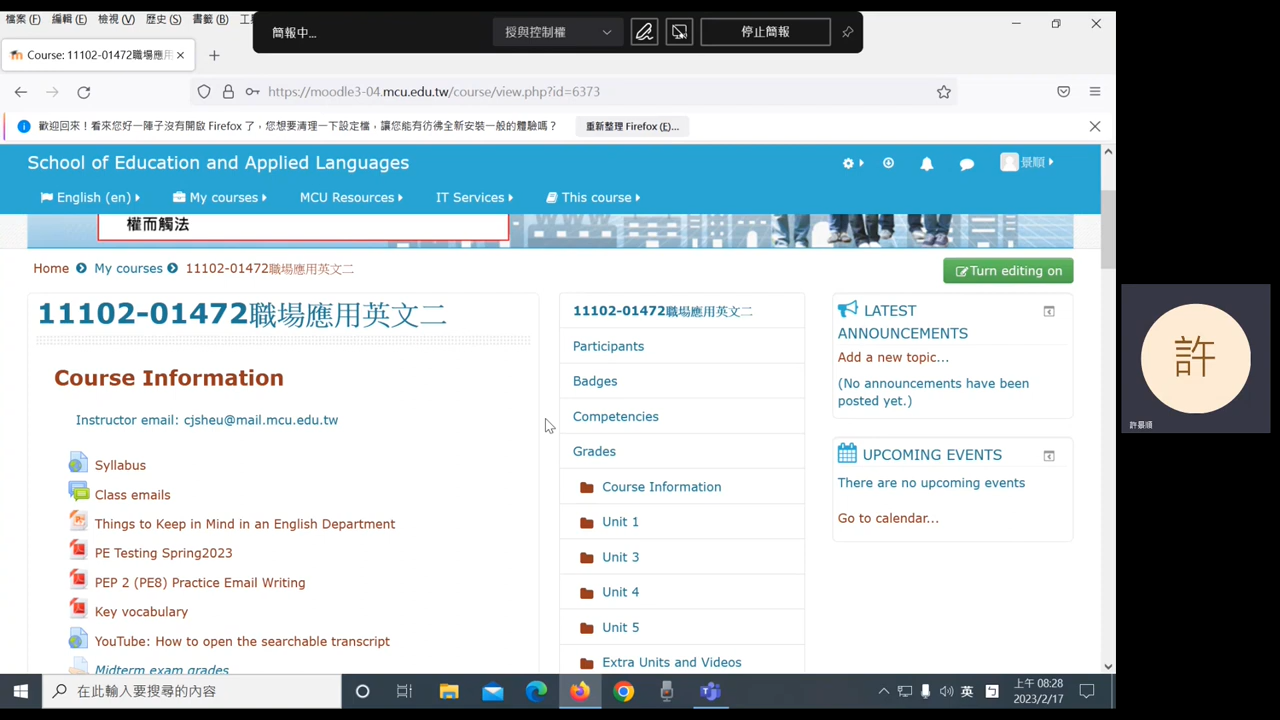 檔案 (F) 編輯 (E) 檢視 (V) 歷史 (S) 書籤 (B)
簡報中...
授與控制權
停止簡報
Course: 11102-01472職場應用
https://moodle3-04.mcu.edu.tw/course/view.php?id=6373
歡迎回來！看來您好一陣子沒有開啟 Firefox 了，您想要清理一下設定檔，讓您能有彷彿全新安裝一般的體驗嗎？
重新整理 Firefox (E)...
School of Education and Applied Languages
景順
English (en)
My courses
MCU Resources
IT Services
This course
權而觸法
Home
My courses
11102-01472職場應用英文二
Turn editing on
11102-01472職場應用英文二
Course Information
Instructor email: cjsheu@mail.mcu.edu.tw
Syllabus
Class emails
Things to Keep in Mind in an English Department
PE Testing Spring2023
PEP 2 (PE8) Practice Email Writing
Key vocabulary
YouTube: How to open the searchable transcript
Midterm exam grades
11102-01472職場應用英文二
Participants
Badges
Competencies
Grades
Course Information
Unit 1
Unit 3
Unit 4
Unit 5
Extra Units and Videos
LATEST
ANNOUNCEMENTS
Add a new topic...
(No announcements have been
posted yet.)
UPCOMING EVENTS
There are no upcoming events
Go to calendar...
許
許景順
在此輸入要搜尋的內容
英
上午 08:28
2023/2/17